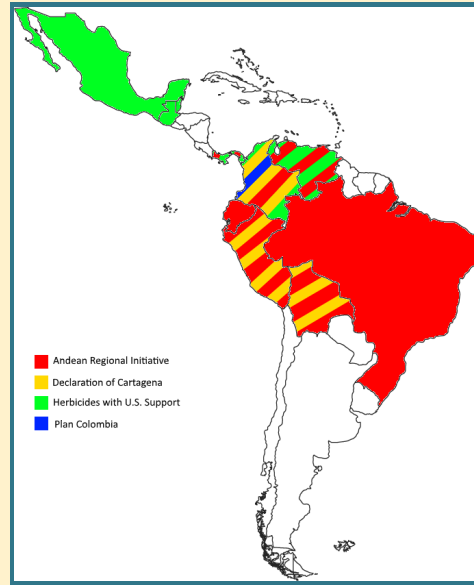 Andean Regional Initiative
Declaration of Cartagena
Herbicides with U.S. Support
Plan Colombia